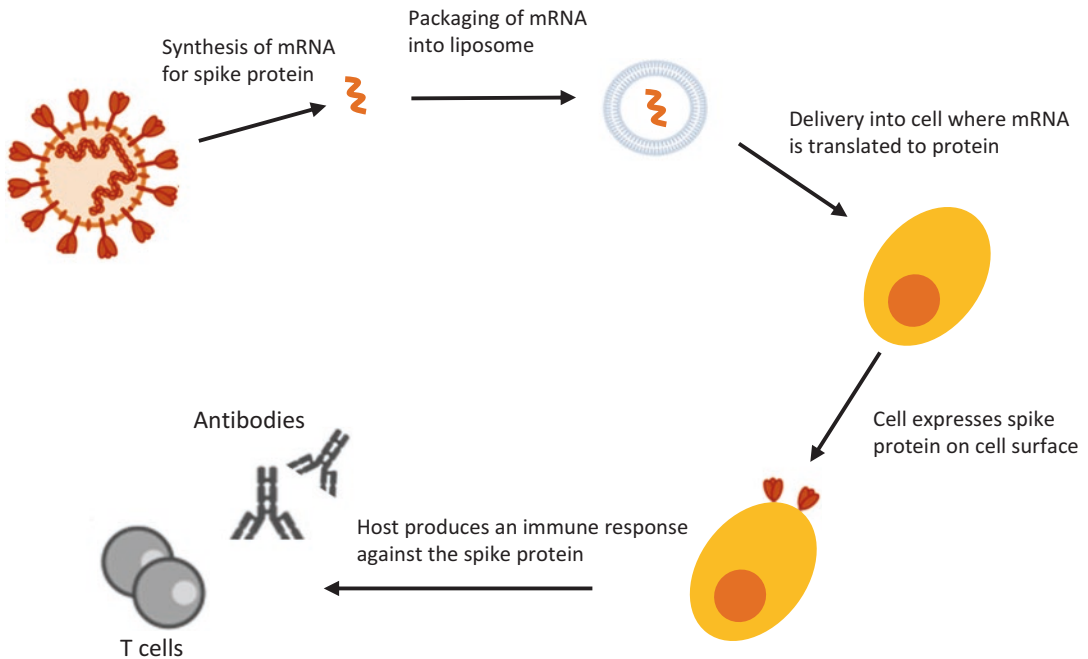 Synthesis of mRNA
for spike protein
Packaging of mRNA
into liposome
Delivery into cell where mRNA
is translated to protein
Cell expresses spike
protein on cell surface
Host produces an immune response
against the spike protein
Antibodies
T cells